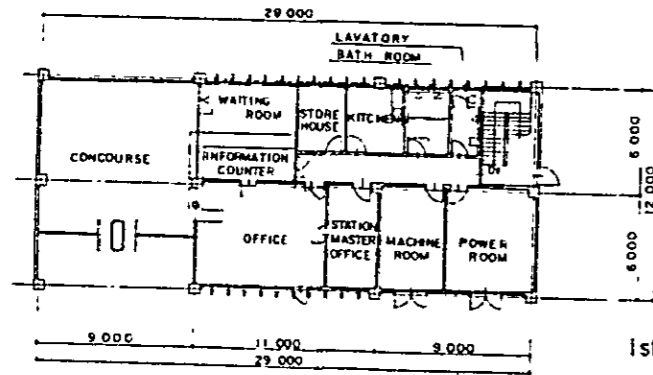 29 000
LAVATORY
BATH ROOM
WAITING
ROOM
STORE
HOUSE
KITCHEN
CONCOURSE
INFORMATION
COUNTER
6 000
12 000
6 000
OFFICE
STATION
MASTER
OFFICE
MACHINE
ROOM
POWER
ROOM
9 000
11 000
9 000
29 000
1s